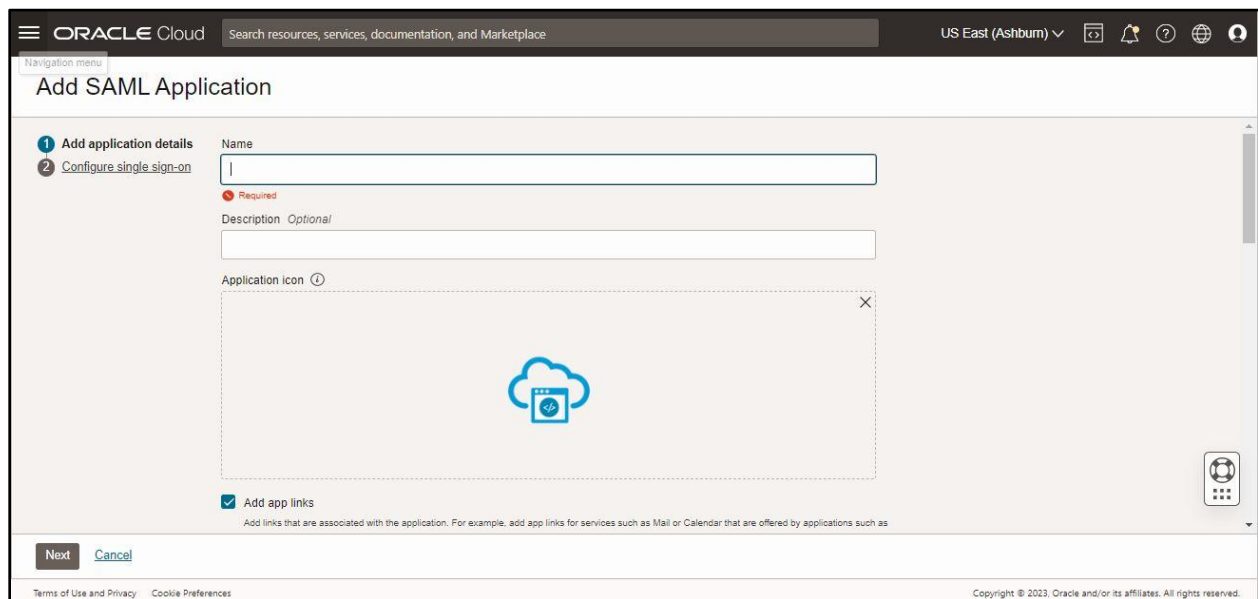 ORACLE Cloud
Search resources, services, documentation, and Marketplace
US East (Ashburn)
Navigation menu
Add SAML Application
1 Add application details
2 Configure single sign-on
Name
Required
Description Optional
Application icon
Add app links
Add links that are associated with the application. For example, add app links for services such as Mail or Calendar that are offered by applications such as
Next Cancel
Terms of Use and Privacy Cookie Preferences
Copyright © 2023, Oracle and/or its affiliates. All rights reserved.